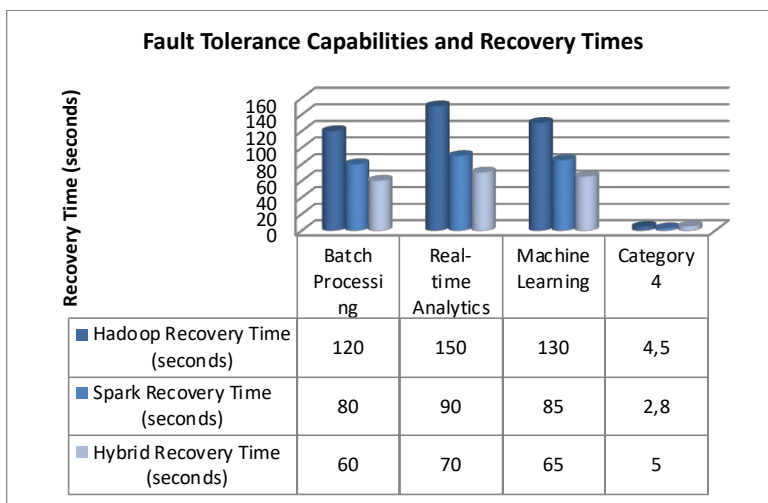 Fault Tolerance Capabilities and Recovery Times
Recovery Time (seconds)
160
140
120
100
80
60
40
20
0
Batch
Processi
ng
Real-
time
Analytics
Machine
Learning
Category
4
Hadoop Recovery Time
(seconds)
120
150
130
4,5
Spark Recovery Time
(seconds)
80
90
85
2,8
Hybrid Recovery Time
(seconds)
60
70
65
5